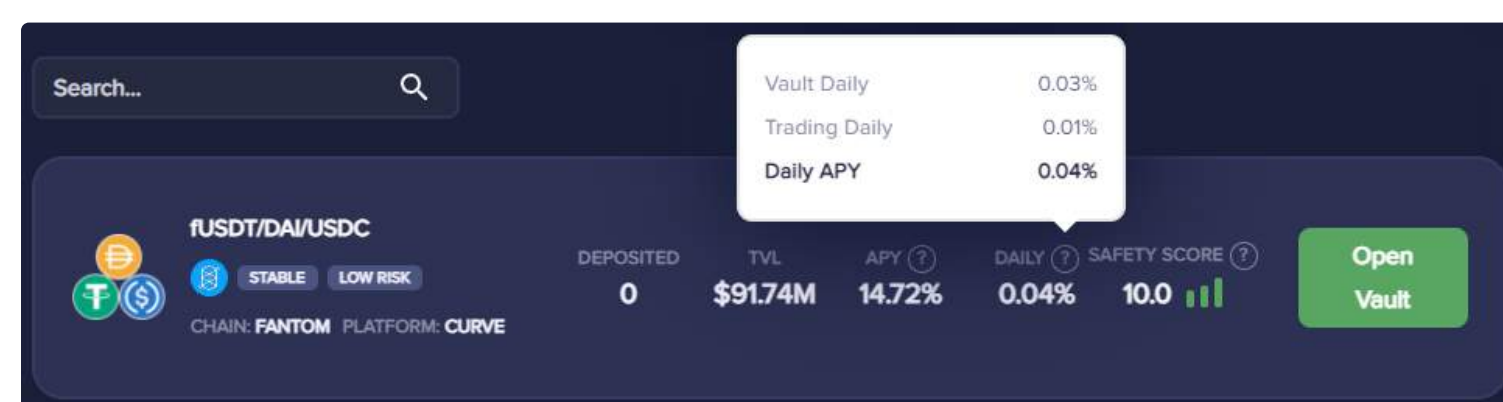 Search...
Vault Daily 0.03%
Trading Daily 0.01%
Daily APY 0.04%
fUSDT/DAI/USDC
STABLE LOW RISK
CHAIN: FANTOM PLATFORM: CURVE
DEPOSITED
0
TVL
$91.74M
APY ?
14.72%
DAILY ?
0.04%
SAFETY SCORE ?
10.0
Open
Vault